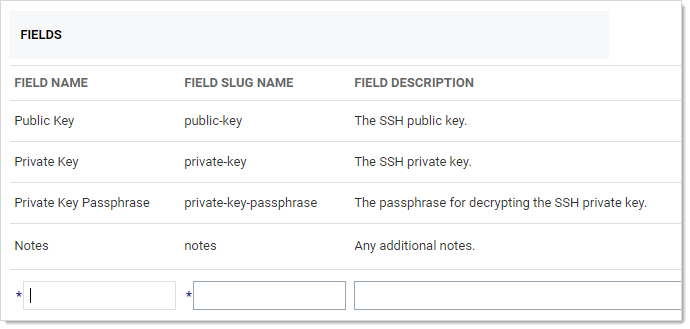 FIELDS
FIELD NAME FIELD SLUG NAME FIELD DESCRIPTION
Public Key public-key The SSH public key.
Private Key private-key The SSH private key.
Private Key Passphrase private-key-passphrase The passphrase for decrypting the SSH private key.
Notes notes Any additional notes.
* *